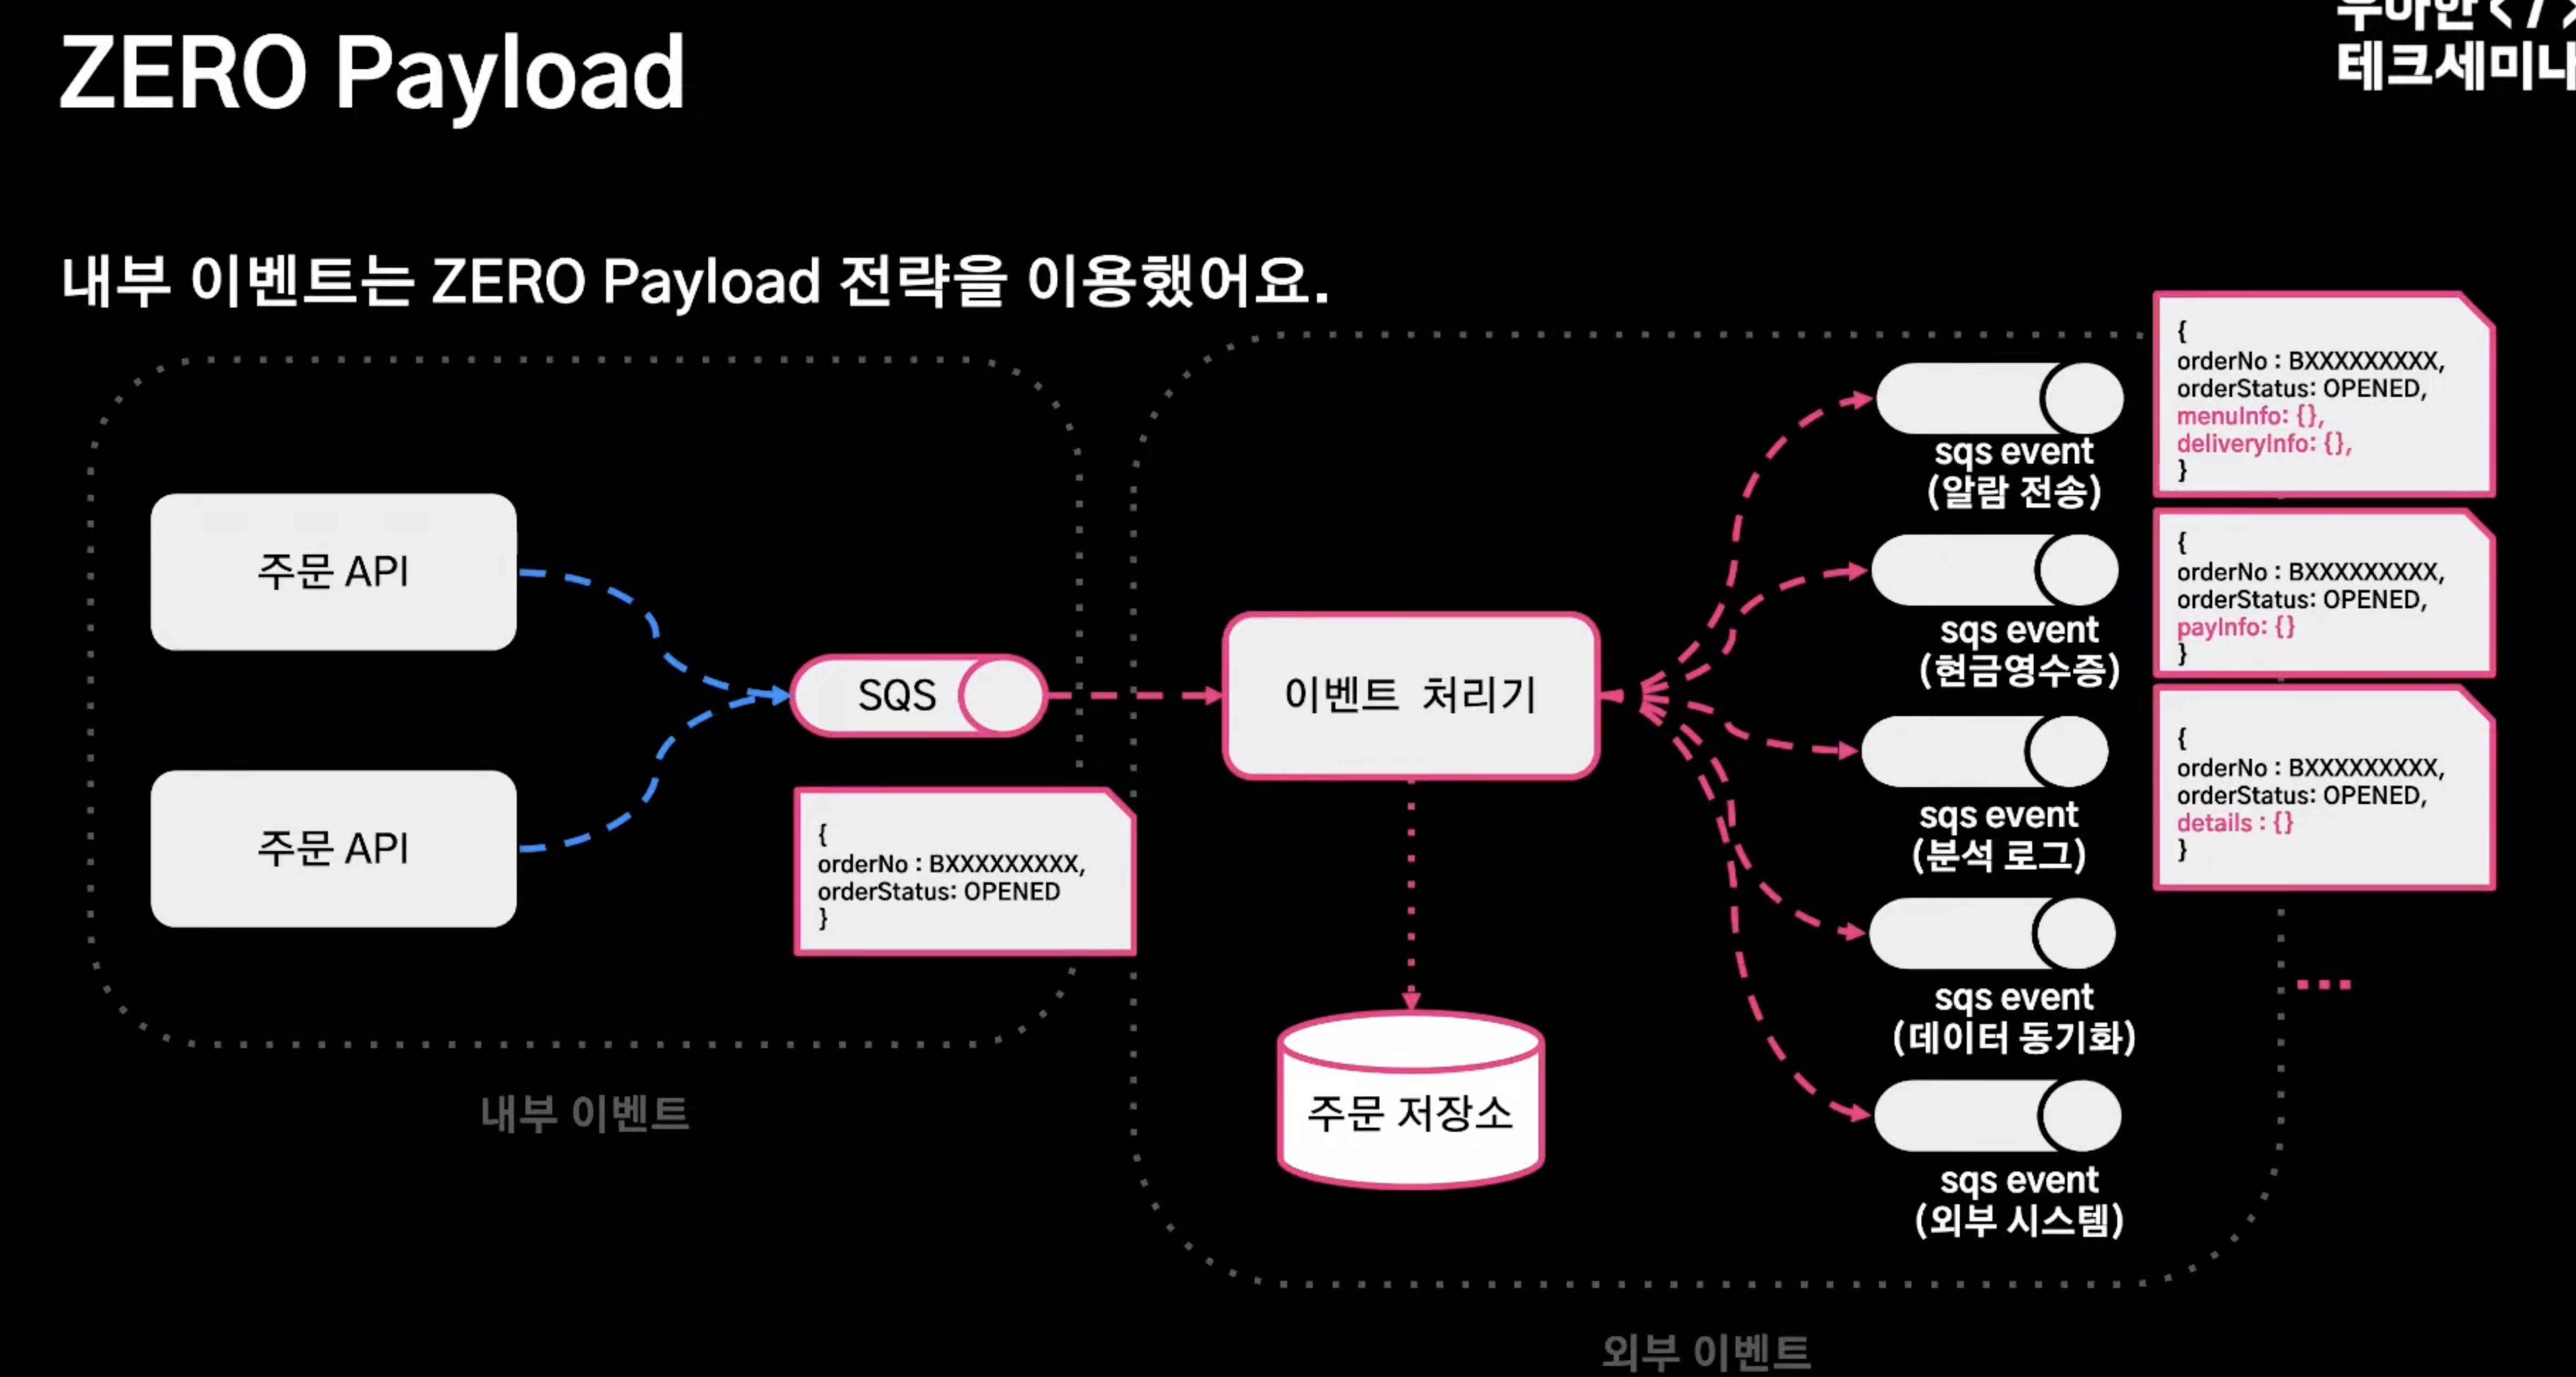 ZERO Payload
우아한</>
테크세미나
내부 이벤트는 ZERO Payload 전략을 이용했어요.
주문 API
주문 API
SQS
{
orderNo : BXXXXXXXXX,
orderStatus: OPENED
}
내부 이벤트
이벤트 처리기
주문 저장소
sqs event
(알람 전송)
{
orderNo : BXXXXXXXXX,
orderStatus: OPENED,
menuInfo: {},
deliveryInfo: {},
}
sqs event
(현금영수증)
{
orderNo : BXXXXXXXXX,
orderStatus: OPENED,
payInfo: {}
}
sqs event
(분석 로그)
{
orderNo : BXXXXXXXXX,
orderStatus: OPENED,
details : {}
}
sqs event
(데이터 동기화)
sqs event
(외부 시스템)
외부 이벤트